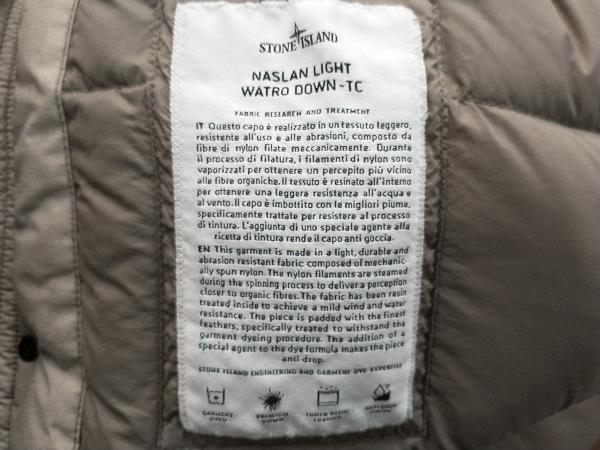 STONE ISLAND
NASLAN LIGHT
WATRO DOWN-TC
FABRIC RESEARCH AND TREATMENT
IT Questo capo è realizzato in un tessuto leggero,
resistente all'uso e alle abrasioni, composto da
fibre di nylon filate meccanicamente. Durante
il processo di filatura, i filamenti di nylon sono
vaporizzati per ottenere un percepito più vicino
alle fibre organiche. Il tessuto è resinato all'interno
per ottenere una leggera resistenza all'acqua e
al vento. Il capo è imbottito con le migliori piume,
specificamente trattate per resistere al processo
di tintura. L'aggiunta di uno speciale agente alla
ricetta di tintura rende il capo anti goccia.
EN This garment is made in a light, durable and
abrasion resistant fabric composed of mechanic-
ally spun nylon. The nylon filaments are steamed
during the spinning process to deliver a perception
closer to organic fibres. The fabric has been resin
treated inside to achieve a mild wind and water
resistance. The piece is padded with the finest
feathers, specifically treated to withstand the
garment dyeing procedure. The addition of a
special agent to the dye formula makes the piece
anti-drop.
STONE ISLAND ENGINEERING AND GARMENT DYE EXPERTISE
GARMENT DYED
PREMIUM DOWN
INNER RESIN COATING
ANTI DROP